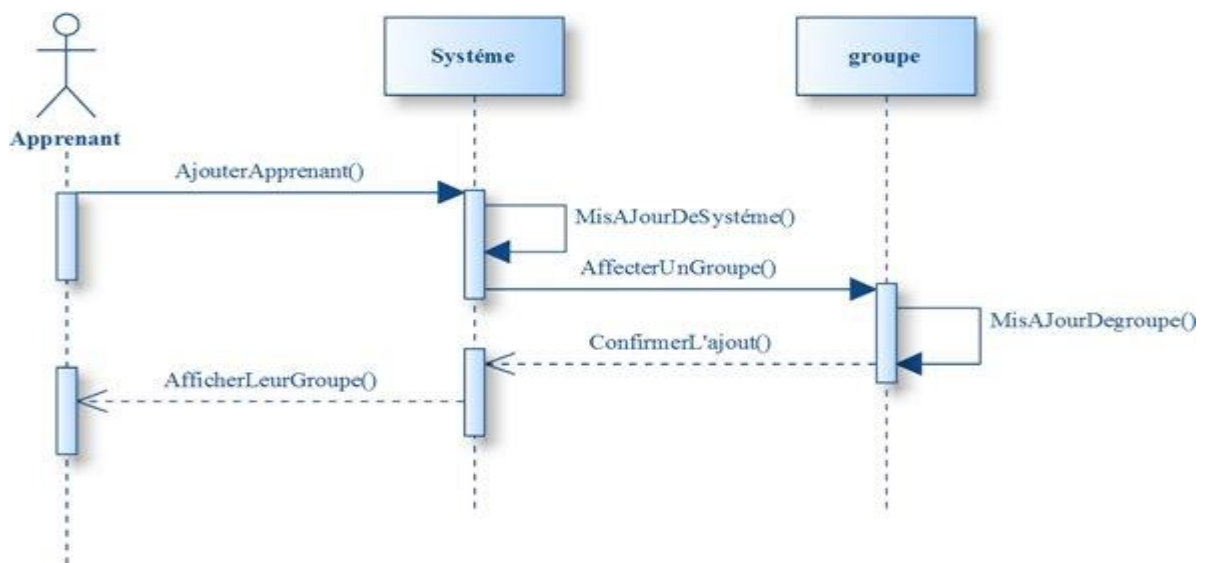 Systéme
groupe
Apprenant
AjouterApprenant()
MisAJourDeSystéme()
AffecterUnGroupe()
MisAJourDegroupe()
ConfirmerL'ajout()
AfficherLeurGroupe()